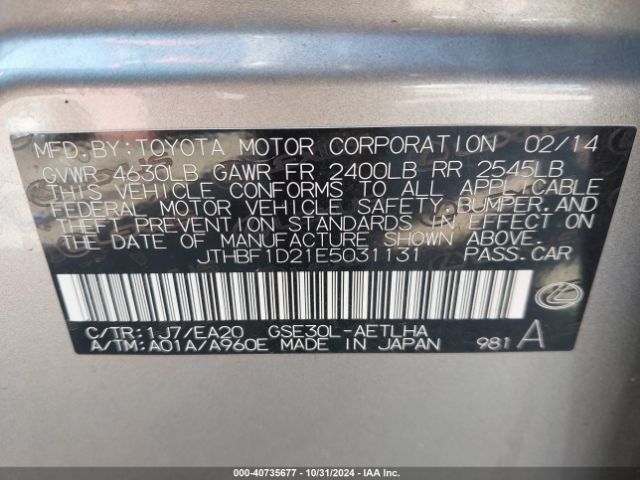 MFD. BY: TOYOTA MOTOR CORPORATION 02/14
GVWR 4630LB GAWR FR 2400LB RR 2545LB
THIS VEHICLE CONFORMS TO ALL APPLICABLE
FEDERAL MOTOR VEHICLE SAFETY, BUMPER, AND
THEFT PREVENTION STANDARDS IN EFFECT ON
THE DATE OF MANUFACTURE SHOWN ABOVE.
JTHBF1D21E5031131 PASS. CAR
C/TR: 1J7/EA20 GSE30L-AETLHA
A/TM: A01A/A960E MADE IN JAPAN 981 A
000-40735677 - 10/31/2024 - IAA Inc.